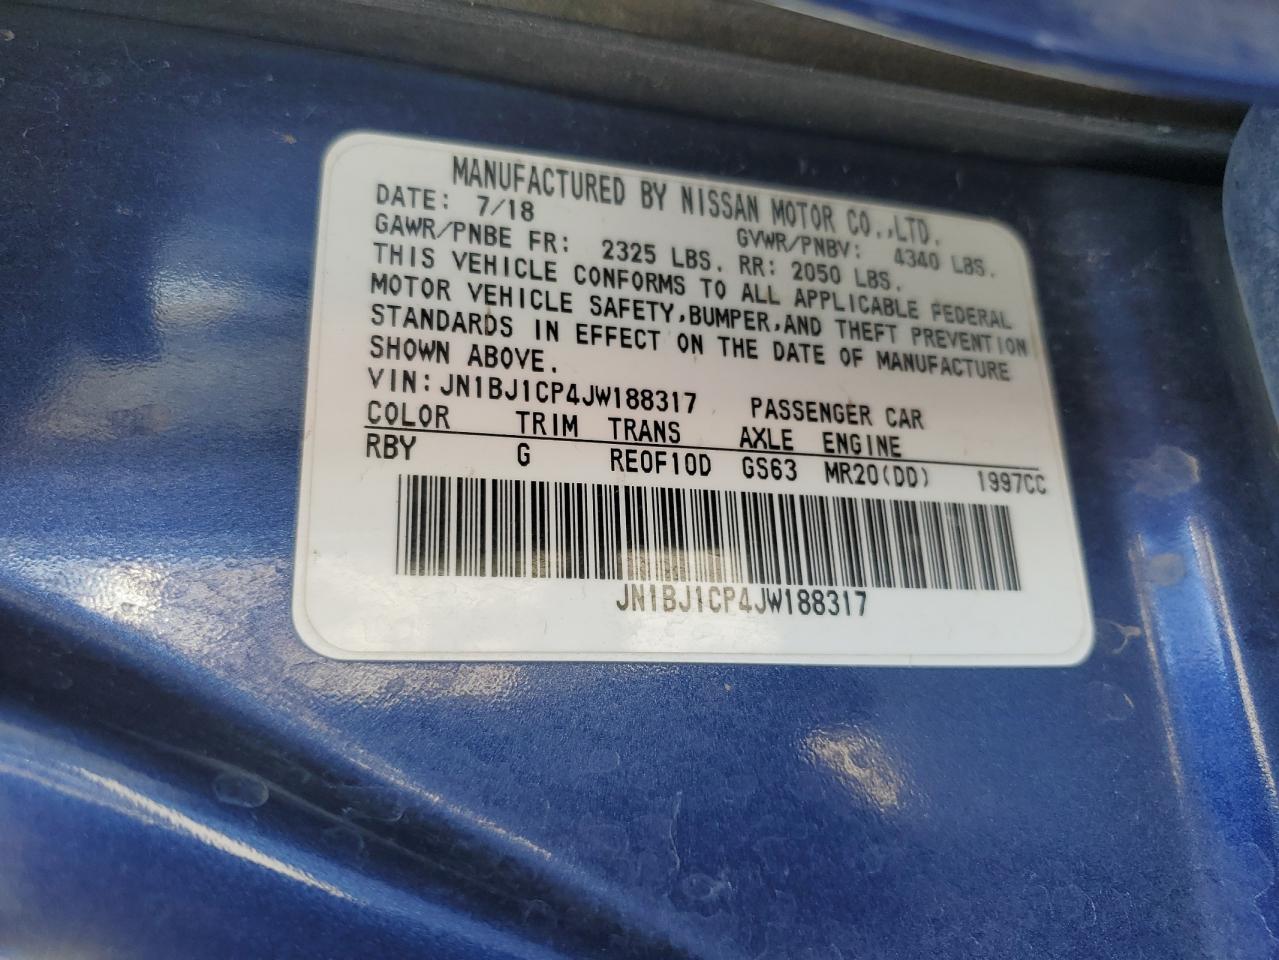 MANUFACTURED BY NISSAN MOTOR CO.,LTD.
DATE: 7/18 GVWR/PNBV: 4340 LBS.
GAWR/PNBE FR: 2325 LBS. RR: 2050 LBS.
THIS VEHICLE CONFORMS TO ALL APPLICABLE FEDERAL
MOTOR VEHICLE SAFETY,BUMPER,AND THEFT PREVENTION
STANDARDS IN EFFECT ON THE DATE OF MANUFACTURE
SHOWN ABOVE.
VIN:JN1BJ1CP4JW188317 PASSENGER CAR
COLOR TRIM TRANS AXLE ENGINE
RBY G RE0F10D GS63 MR20(DD) 1997CC
JN1BJ1CP4JW188317